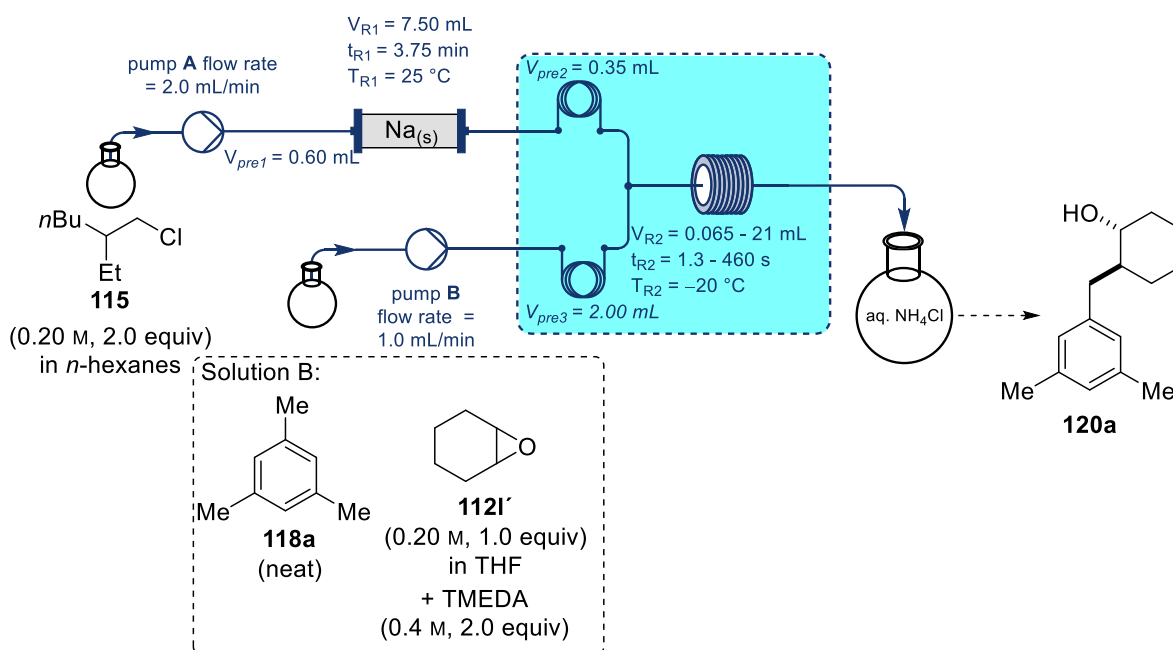 V_R1 = 7.50 mL
t_R1 = 3.75 min
T_R1 = 25 °C
pump A flow rate
= 2.0 mL/min
V_pre1 = 0.60 mL
Na(s)
V_pre2 = 0.35 mL
nBu
Cl
Et
115
(0.20 M, 2.0 equiv)
in n-hexanes
pump B
flow rate =
1.0 mL/min
V_pre3 = 2.00 mL
V_R2 = 0.065 - 21 mL
t_R2 = 1.3 - 460 s
T_R2 = –20 °C
aq. NH4Cl
HO
Me
Me
120a
Solution B:
Me
Me
Me
118a
(neat)
O
112l´
(0.20 M, 1.0 equiv)
in THF
+ TMEDA
(0.4 M, 2.0 equiv)